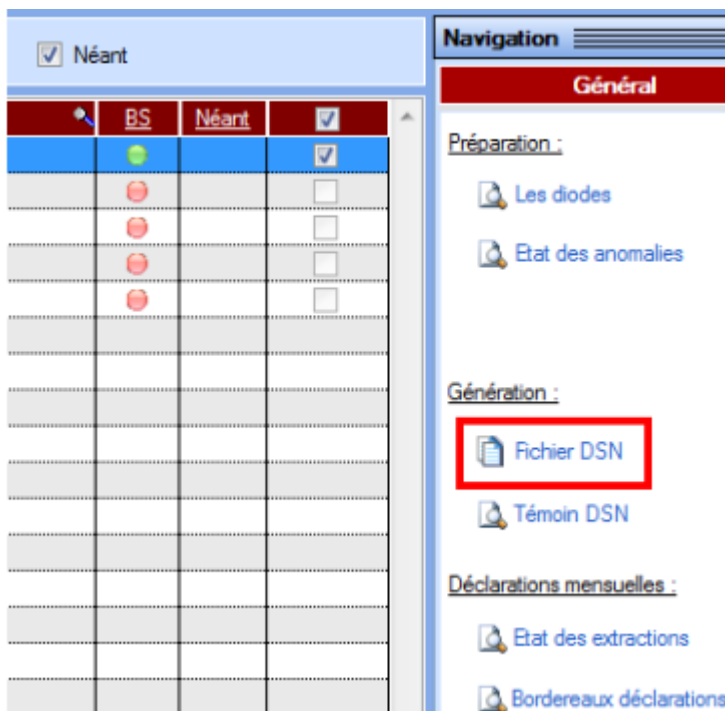 Néant
BS Néant
Navigation
Général
Préparation :
Les diodes
Etat des anomalies
Génération :
Fichier DSN
Témoin DSN
Déclarations mensuelles :
Etat des extractions
Bordereaux déclarations